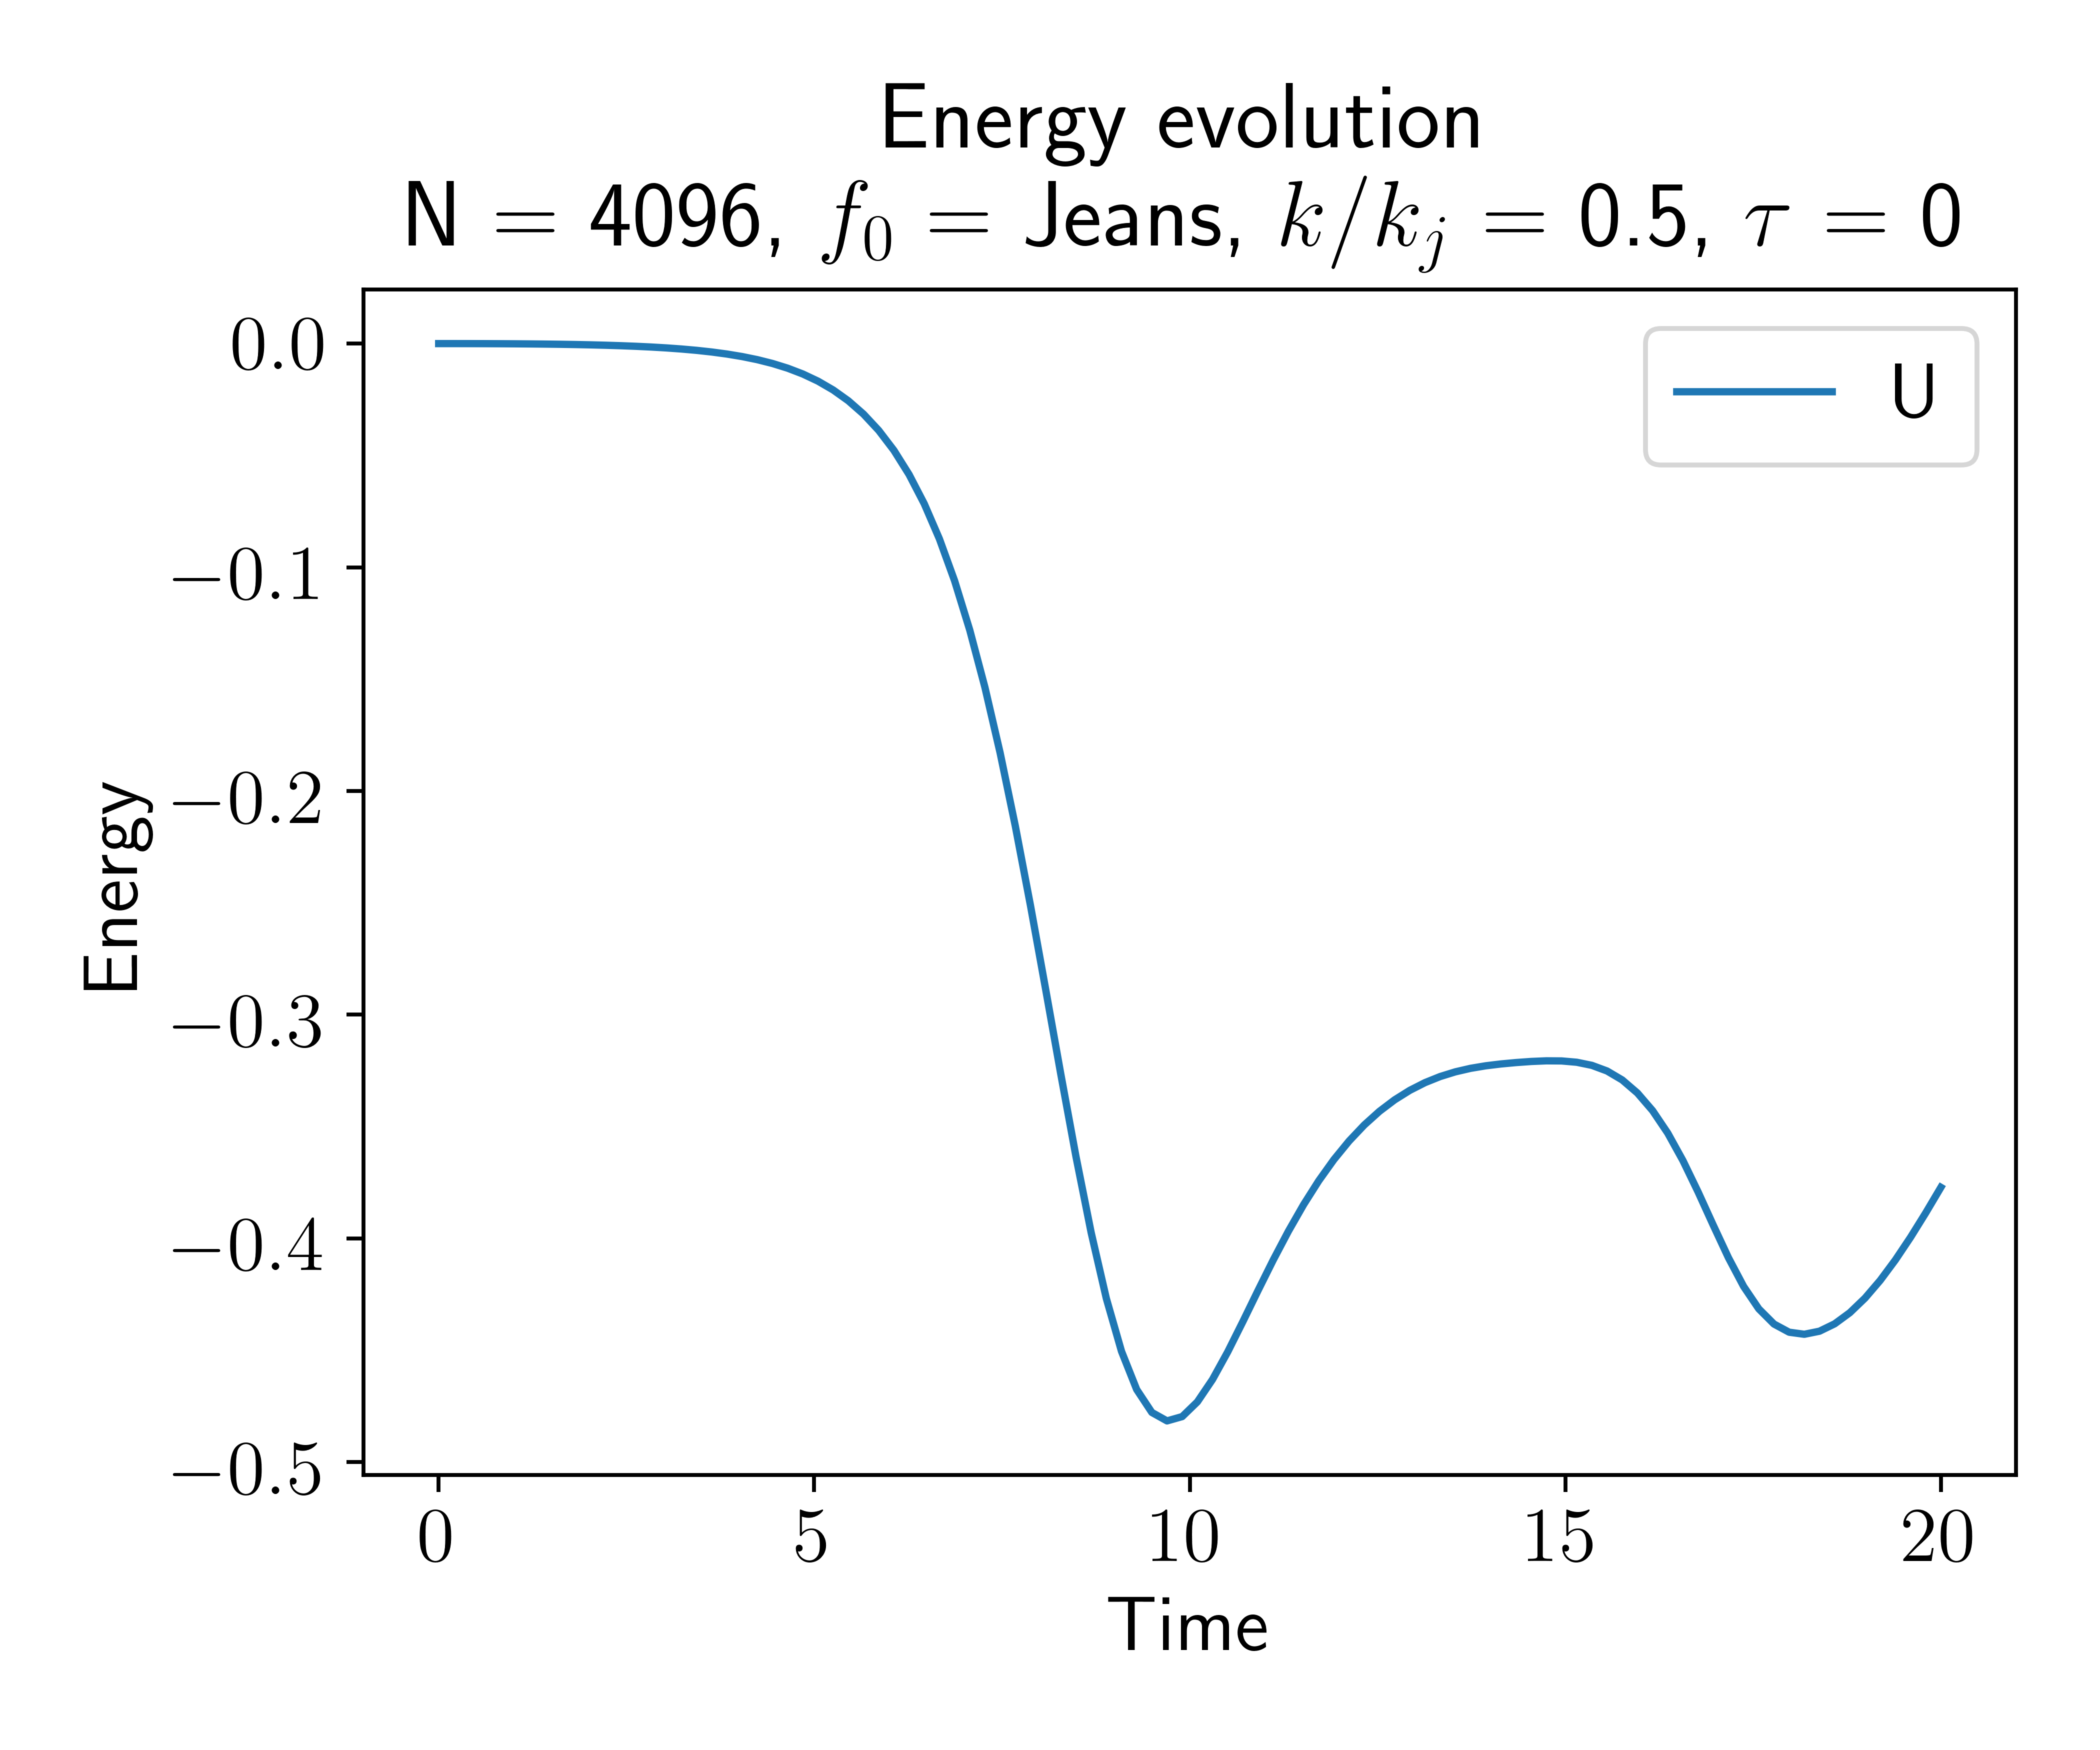 Energy evolution
N = 4096, f₀ = Jeans, k/kⱼ = 0.5, τ = 0
U
0.0
−0.1
−0.2
−0.3
−0.4
−0.5
Energy
0 5 10 15 20
Time